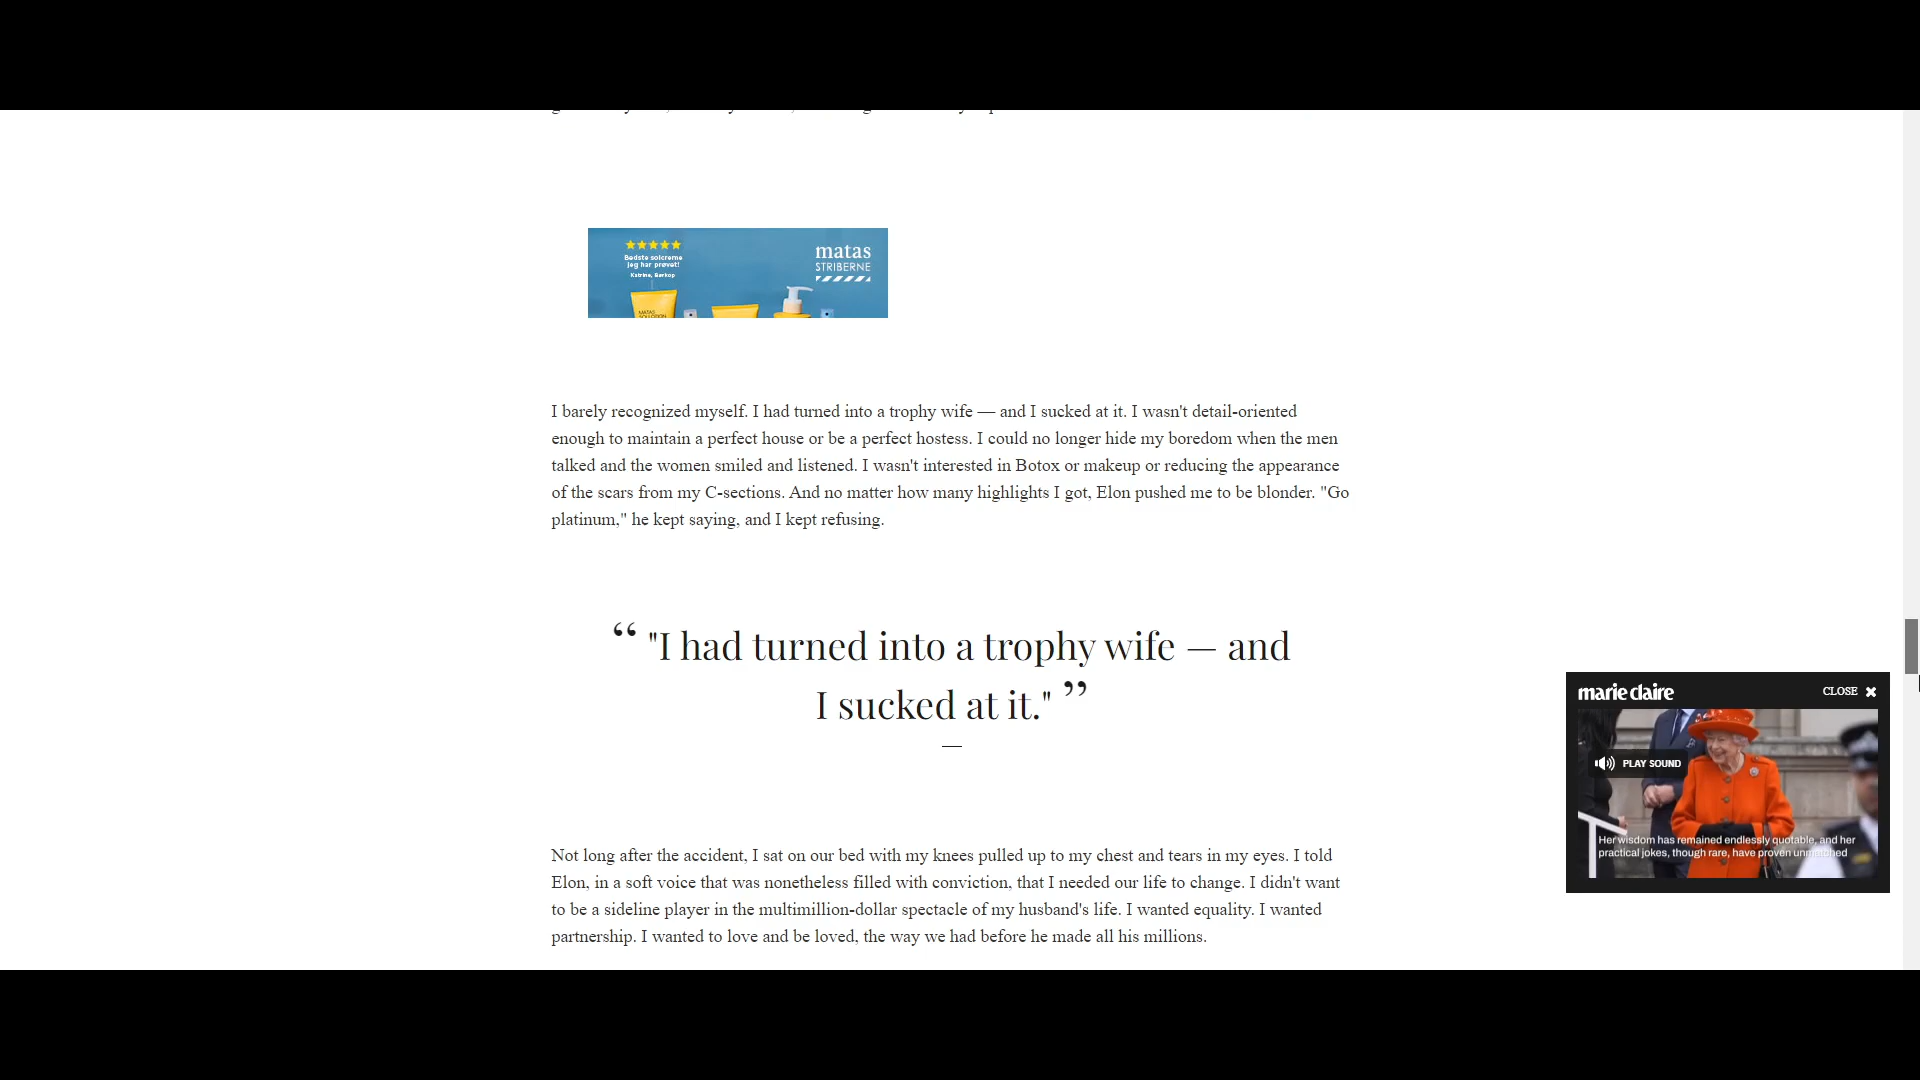 ★★★★★
Bedste solcreme
jeg har prøvet!
Katrine, Børkop
matas
STRIBERNE
MATAS
I barely recognized myself. I had turned into a trophy wife — and I sucked at it. I wasn't detail-oriented
enough to maintain a perfect house or be a perfect hostess. I could no longer hide my boredom when the men
talked and the women smiled and listened. I wasn't interested in Botox or makeup or reducing the appearance
of the scars from my C-sections. And no matter how many highlights I got, Elon pushed me to be blonder. "Go
platinum," he kept saying, and I kept refusing.
“ "I had turned into a trophy wife — and
I sucked at it." ”
—
marie claire
CLOSE ✖
PLAY SOUND
Her wisdom has remained endlessly quotable, and her
practical jokes, though rare, have proven unmatched
Not long after the accident, I sat on our bed with my knees pulled up to my chest and tears in my eyes. I told
Elon, in a soft voice that was nonetheless filled with conviction, that I needed our life to change. I didn't want
to be a sideline player in the multimillion-dollar spectacle of my husband's life. I wanted equality. I wanted
partnership. I wanted to love and be loved, the way we had before he made all his millions.